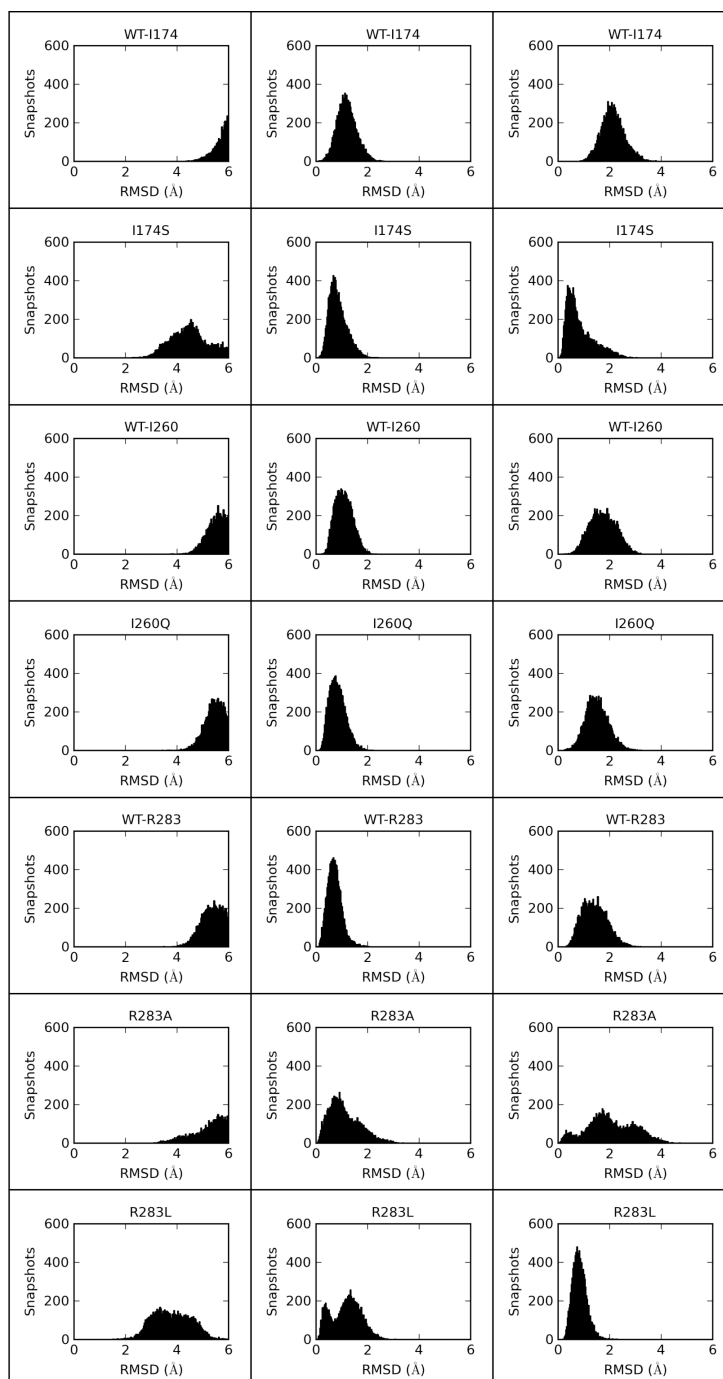 WT-I174 WT-I174 WT-I174
600 600 600
400 400 400
200 200 200
0 0 0
Snapshots Snapshots Snapshots
0 2 4 6 0 2 4 6 0 2 4 6
RMSD (Å) RMSD (Å) RMSD (Å)
I174S I174S I174S
600 600 600
400 400 400
200 200 200
0 0 0
Snapshots Snapshots Snapshots
0 2 4 6 0 2 4 6 0 2 4 6
RMSD (Å) RMSD (Å) RMSD (Å)
WT-I260 WT-I260 WT-I260
600 600 600
400 400 400
200 200 200
0 0 0
Snapshots Snapshots Snapshots
0 2 4 6 0 2 4 6 0 2 4 6
RMSD (Å) RMSD (Å) RMSD (Å)
I260Q I260Q I260Q
600 600 600
400 400 400
200 200 200
0 0 0
Snapshots Snapshots Snapshots
0 2 4 6 0 2 4 6 0 2 4 6
RMSD (Å) RMSD (Å) RMSD (Å)
WT-R283 WT-R283 WT-R283
600 600 600
400 400 400
200 200 200
0 0 0
Snapshots Snapshots Snapshots
0 2 4 6 0 2 4 6 0 2 4 6
RMSD (Å) RMSD (Å) RMSD (Å)
R283A R283A R283A
600 600 600
400 400 400
200 200 200
0 0 0
Snapshots Snapshots Snapshots
0 2 4 6 0 2 4 6 0 2 4 6
RMSD (Å) RMSD (Å) RMSD (Å)
R283L R283L R283L
600 600 600
400 400 400
200 200 200
0 0 0
Snapshots Snapshots Snapshots
0 2 4 6 0 2 4 6 0 2 4 6
RMSD (Å) RMSD (Å) RMSD (Å)